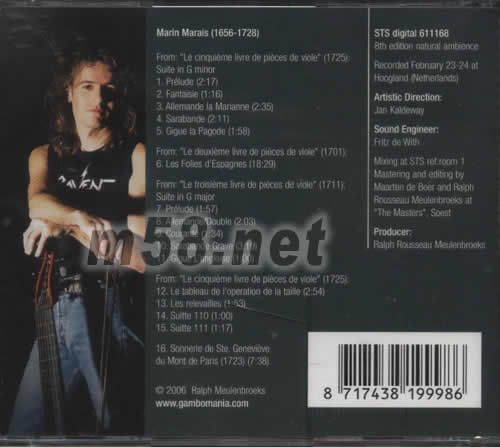 Marin Marais (1656-1728)
From: "Le cinquième livre de pièces de viole" (1725):
Suite in G minor
1. Prélude (2:17)
2. Fantaisie (1:16)
3. Allemande la Marianne (2:35)
4. Sarabande (2:11)
5. Gigue la Pagode (1:58)
From: "Le deuxième livre de pièces de viole" (1701):
6. Les Folles d'Espagnes (18:29)
From: "Le troisième livre de pièces de viole" (1711):
Suite in G major
7. Prélude (1:57)
8. Allemande/Double (2:03)
9. Courante
10. Sarabande Grave
11. Gigue
From: "Le cinquième livre de pièces de viole" (1725):
12. Le tableau de l'operation de la taille (2:54)
13. Les relevailles
14. Suitte 110 (1:00)
15. Suitte 111 (1:17)
16. Sonnerie de Ste. Geneviève
du Mont de Paris (1723) (7:38)
© 2006 Ralph Meulenbroeks
www.gambomania.com
STS digital 611168
8th edition natural ambience
Recorded February 23-24 at
Hoogland (Netherlands)
Artistic Direction:
Jan Kaldeway
Sound Engineer:
Fritz de With
Mixing at STS ref.room 1
Mastering and editing by
Maarten de Boer and Ralph
Rousseau Meulenbroeks at
"The Masters", Soest
Producer:
Ralph Rousseau Meulenbroeks
8 717438 199986
m58.net